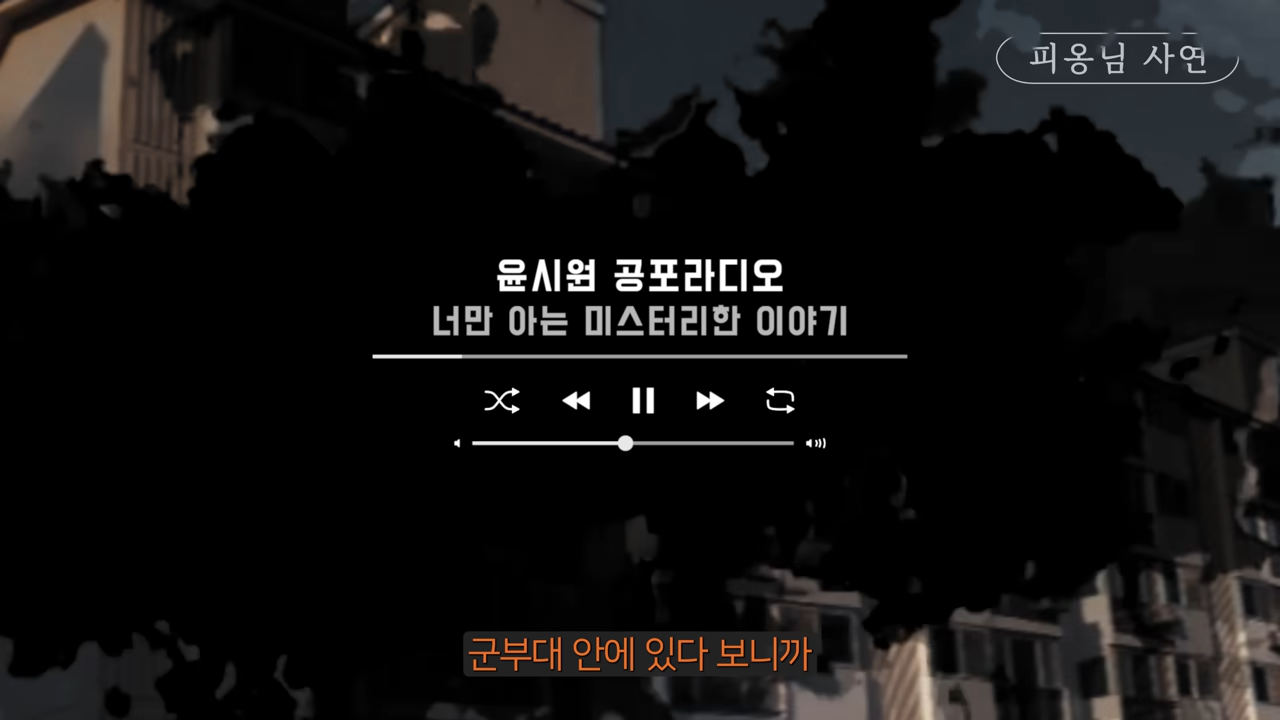 피옹님 사연
윤시원 공포라디오
너만 아는 미스터리한 이야기
군부대 안에 있다 보니까